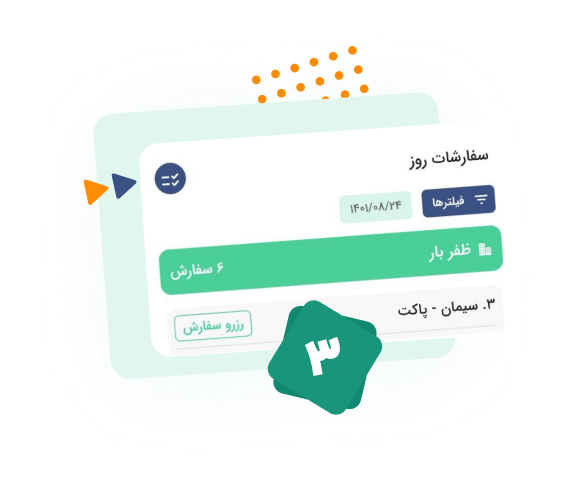 سفارشات روز
فیلترها ۱۴۰۱/۰۸/۲۴
ظفر بار ۶ سفارش
۳. سیمان - پاکت رزرو سفارش
۳